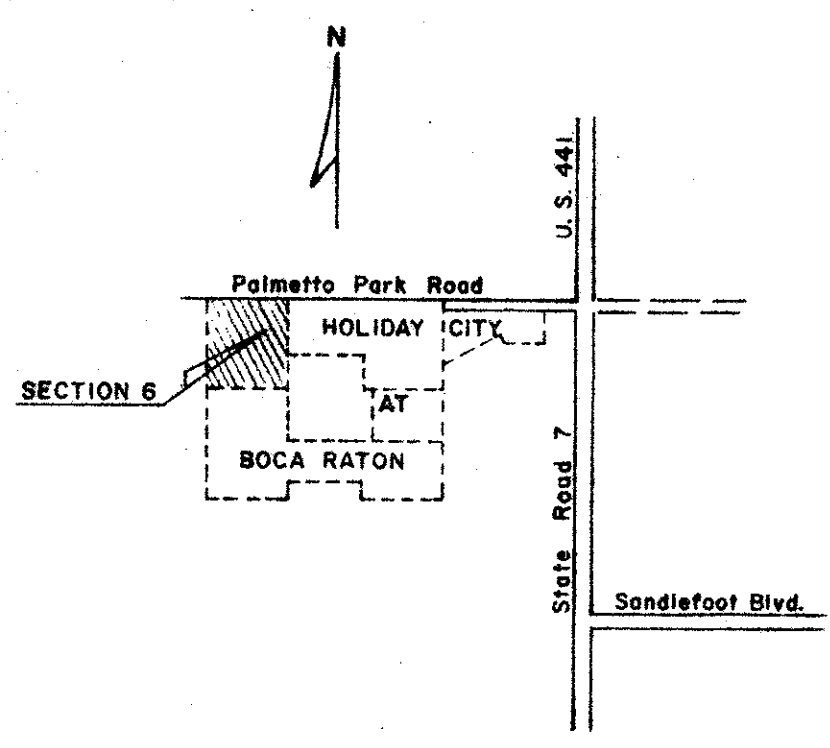 N
U.S. 441
Palmetto Park Road
HOLIDAY CITY
SECTION 6
AT
BOCA RATON
State Road 7
Sandlefoot Blvd.